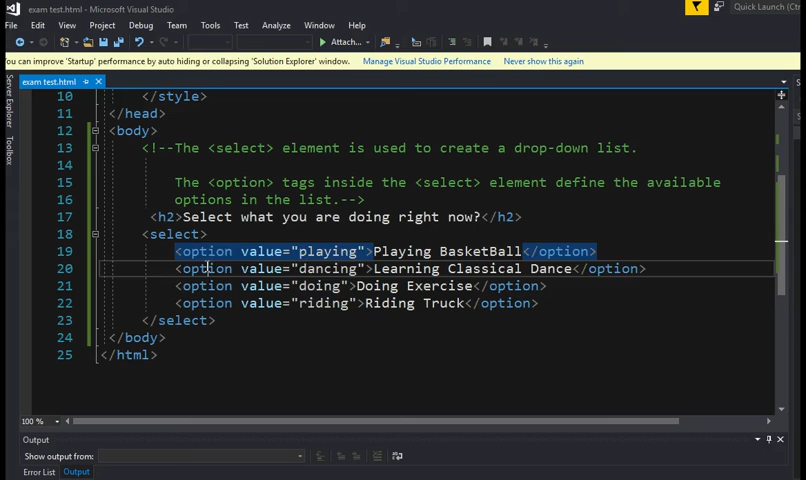 exam test.html - Microsoft Visual Studio
Quick Launch (Ctrl
File Edit View Project Debug Team Tools Test Analyze Window Help
Attach...
You can improve 'Startup' performance by auto hiding or collapsing 'Solution Explorer' window. Manage Visual Studio Performance Never show this again
Server Explorer
Toolbox
exam test.html
10 </style>
11 </head>
12 <body>
13 <!--The <select> element is used to create a drop-down list.
14
15 The <option> tags inside the <select> element define the available
16 options in the list.-->
17 <h2>Select what you are doing right now?</h2>
18 <select>
19 <option value="playing">Playing BasketBall</option>
20 <option value="dancing">Learning Classical Dance</option>
21 <option value="doing">Doing Exercise</option>
22 <option value="riding">Riding Truck</option>
23 </select>
24 </body>
25 </html>
100 %
Output
Show output from:
Error List Output